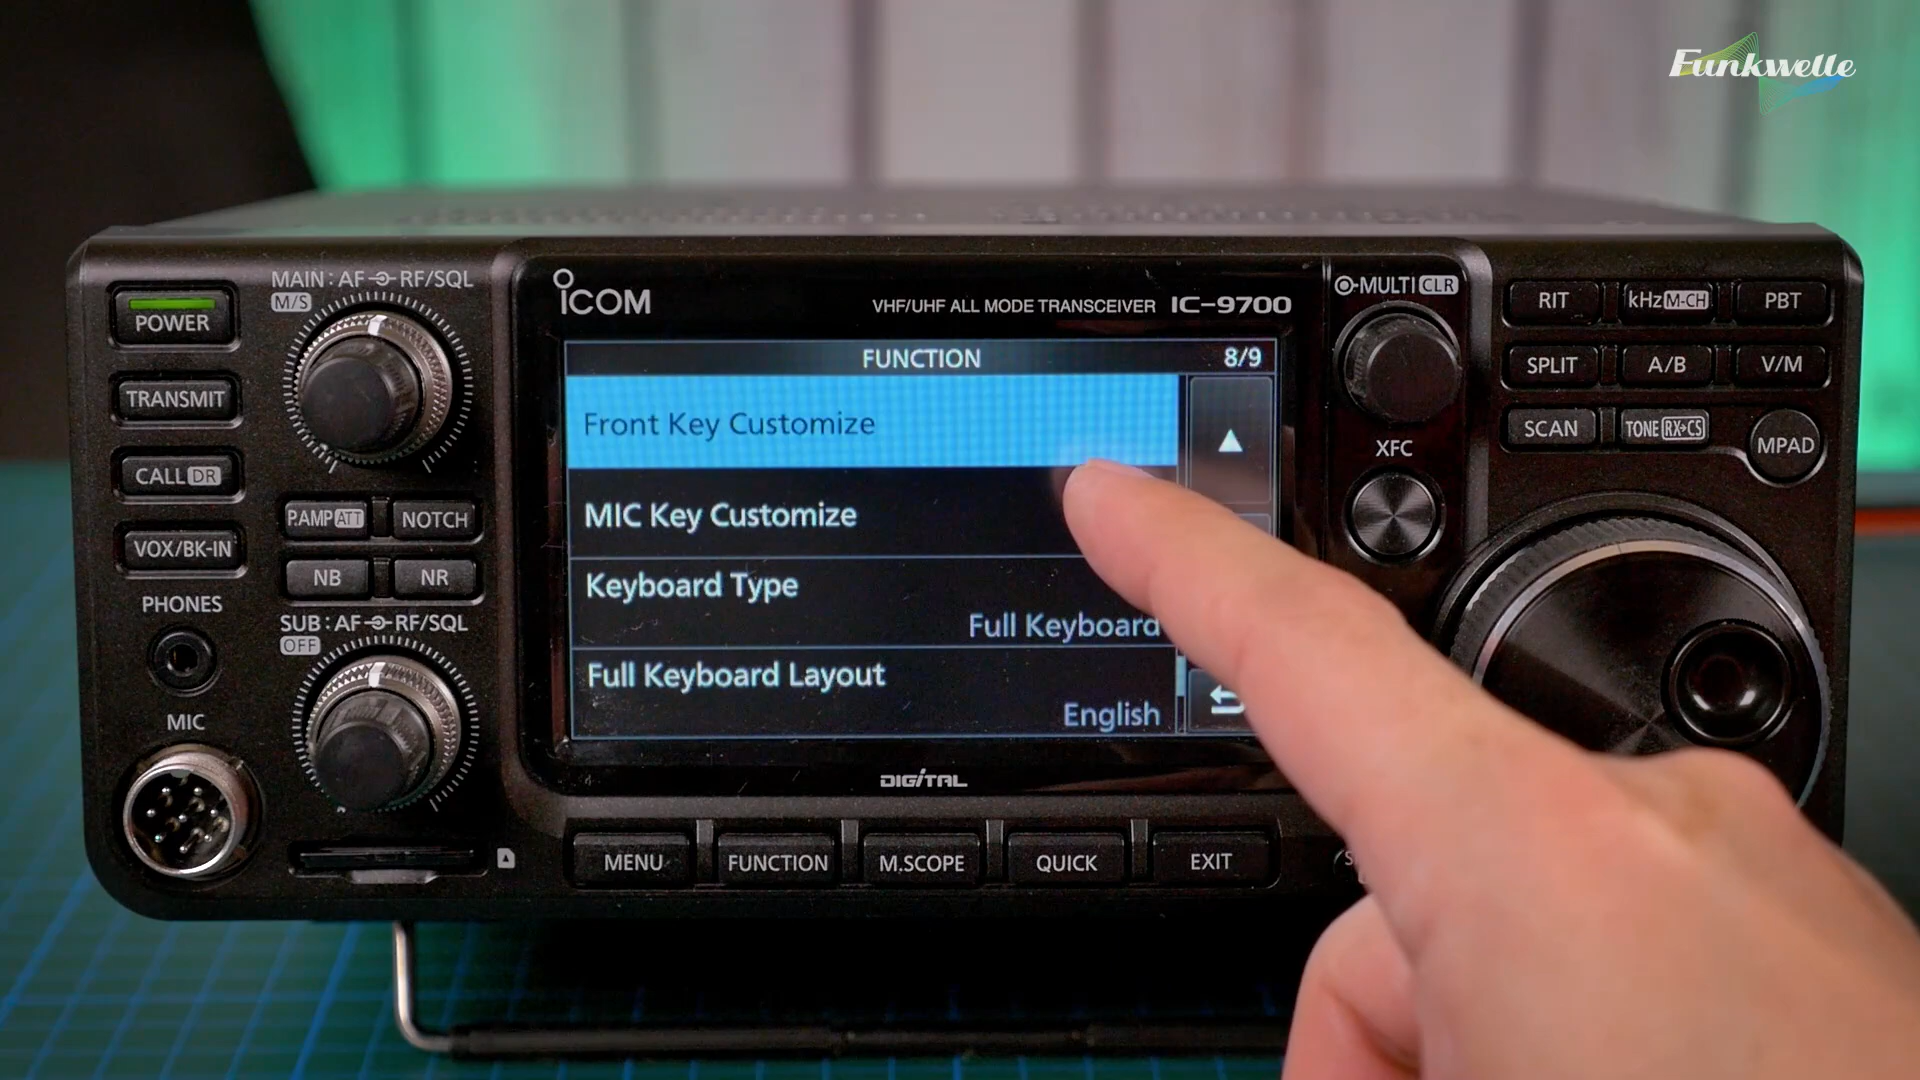 Funkwelle
MAIN : AF RF/SQL
M/S
POWER
TRANSMIT
CALL DR
VOX/BK-IN
P.AMP ATT
NOTCH
NB
NR
PHONES
SUB : AF RF/SQL
OFF
MIC
ICOM
VHF/UHF ALL MODE TRANSCEIVER IC-9700
FUNCTION 8/9
Front Key Customize
MIC Key Customize
Keyboard Type
Full Keyboard
Full Keyboard Layout
English
DIGITAL
MENU
FUNCTION
M.SCOPE
QUICK
EXIT
MULTI CLR
XFC
RIT
kHz M-CH
PBT
SPLIT
A/B
V/M
SCAN
TONE RX→CS
MPAD